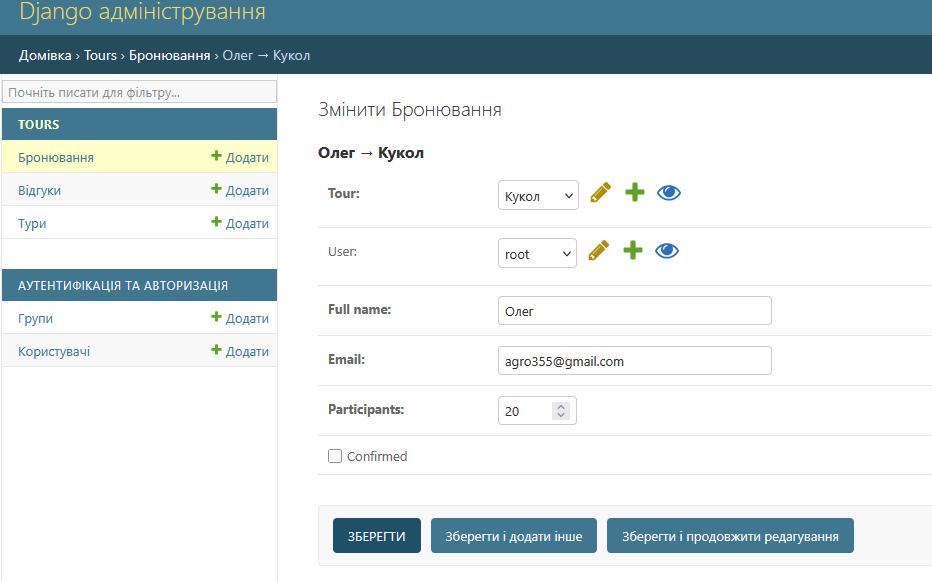 Django адміністрування
Домівка › Tours › Бронювання › Олег → Кукол
Почніть писати для фільтру...
TOURS
Бронювання + Додати
Відгуки + Додати
Тури + Додати
АУТЕНТИФІКАЦІЯ ТА АВТОРИЗАЦІЯ
Групи + Додати
Користувачі + Додати
Змінити Бронювання
Олег → Кукол
Tour: Кукол
User: root
Full name: Олег
Email: agro355@gmail.com
Participants: 20
Confirmed
ЗБЕРЕГТИ Зберегти і додати інше Зберегти і продовжити редагування